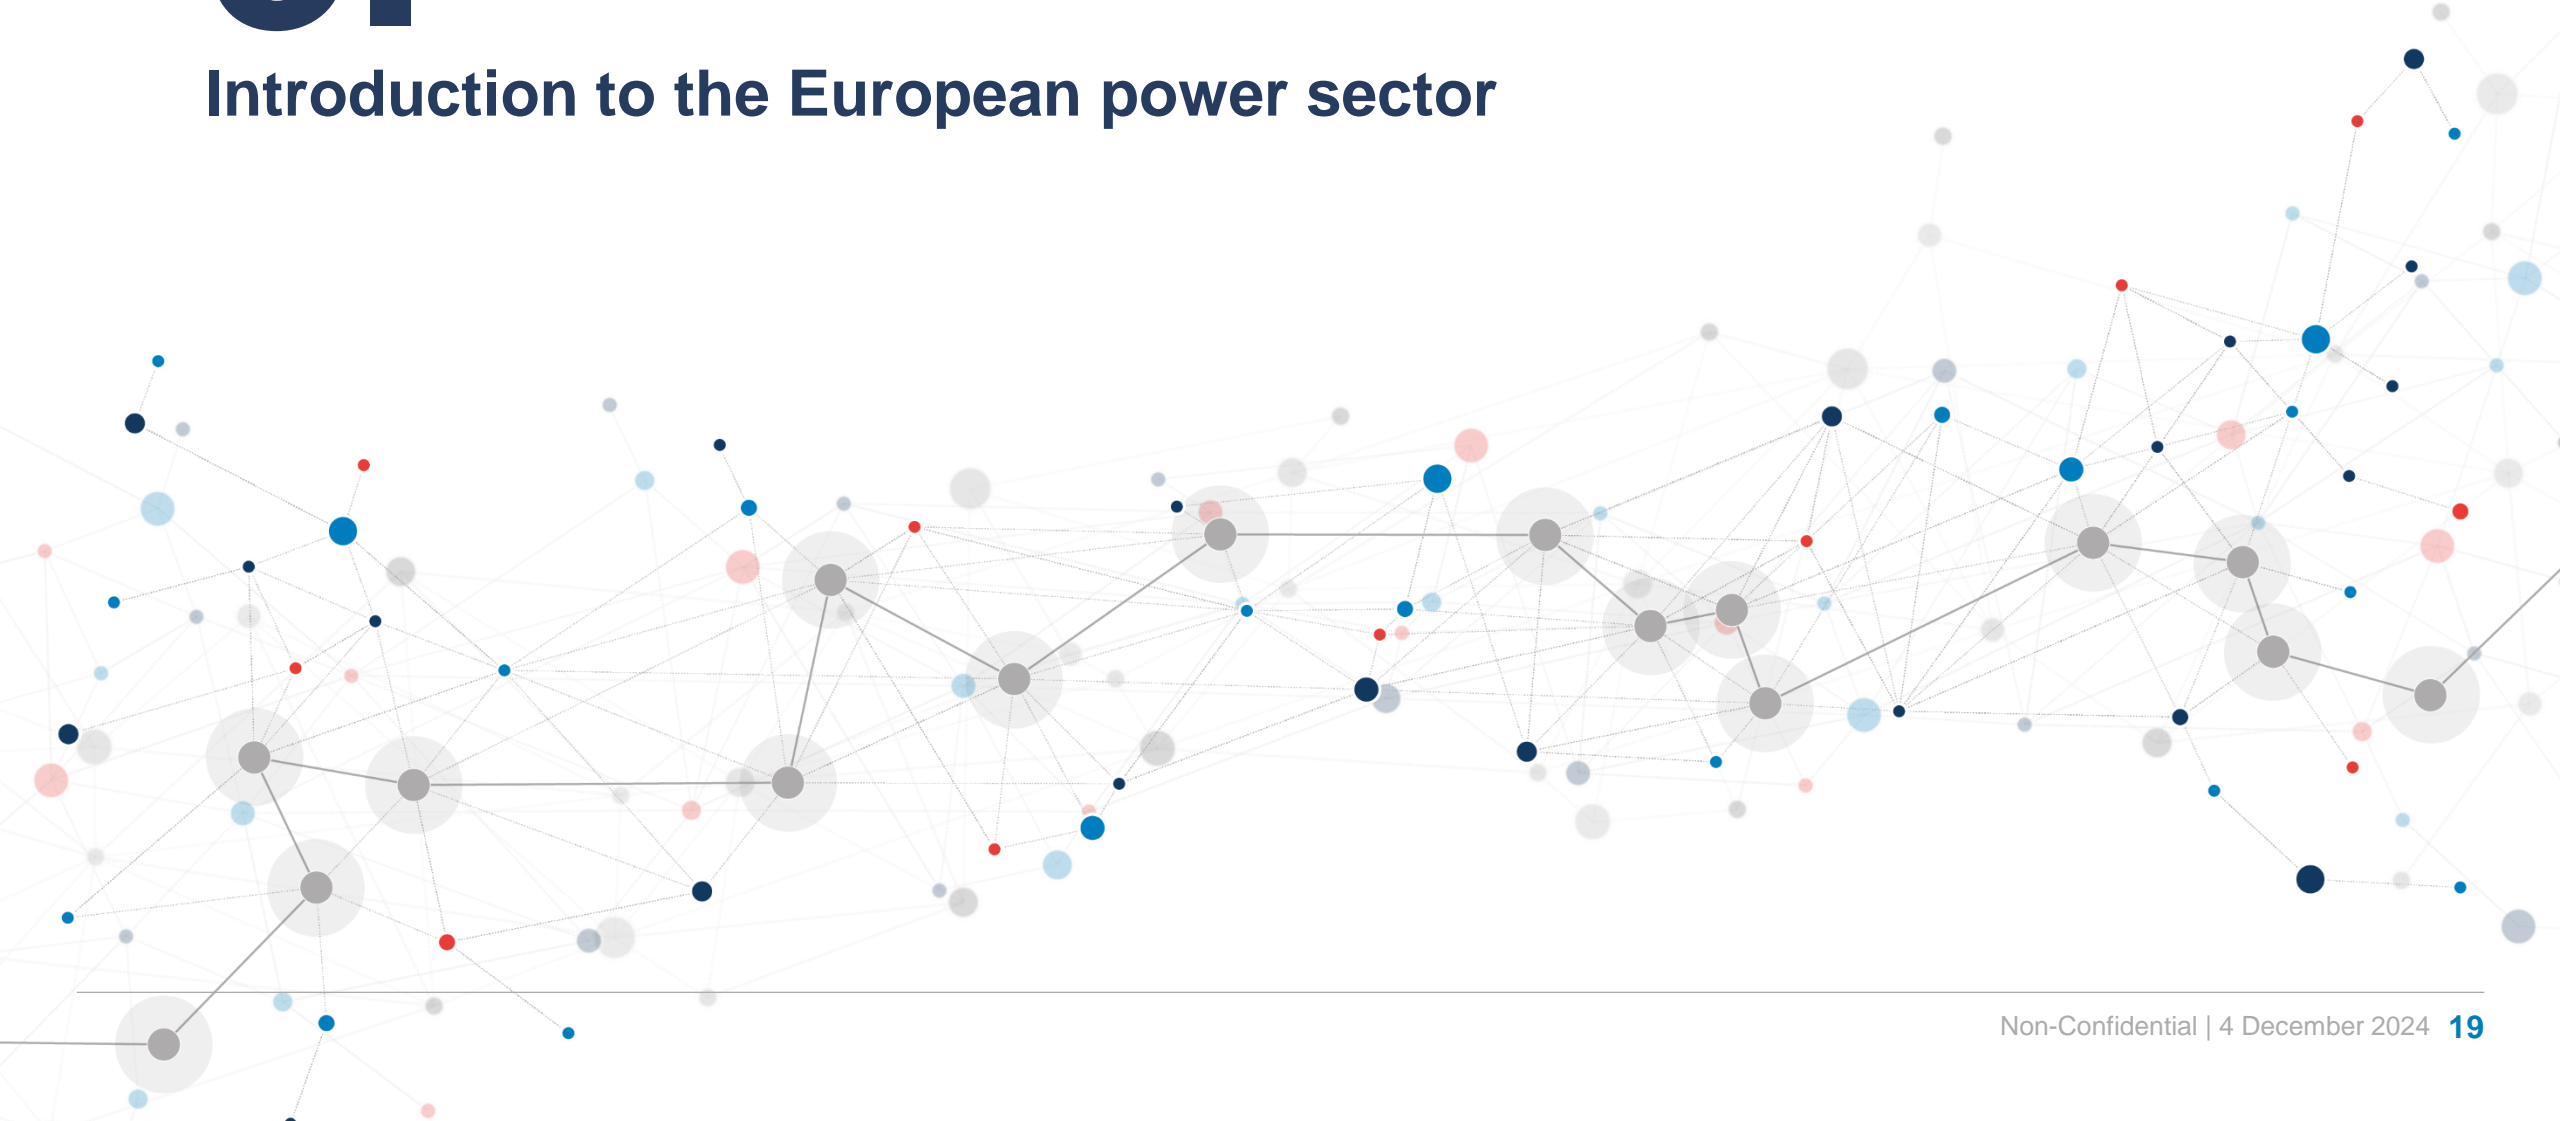 Introduction to the European power sector
Non-Confidential | 4 December 2024 19